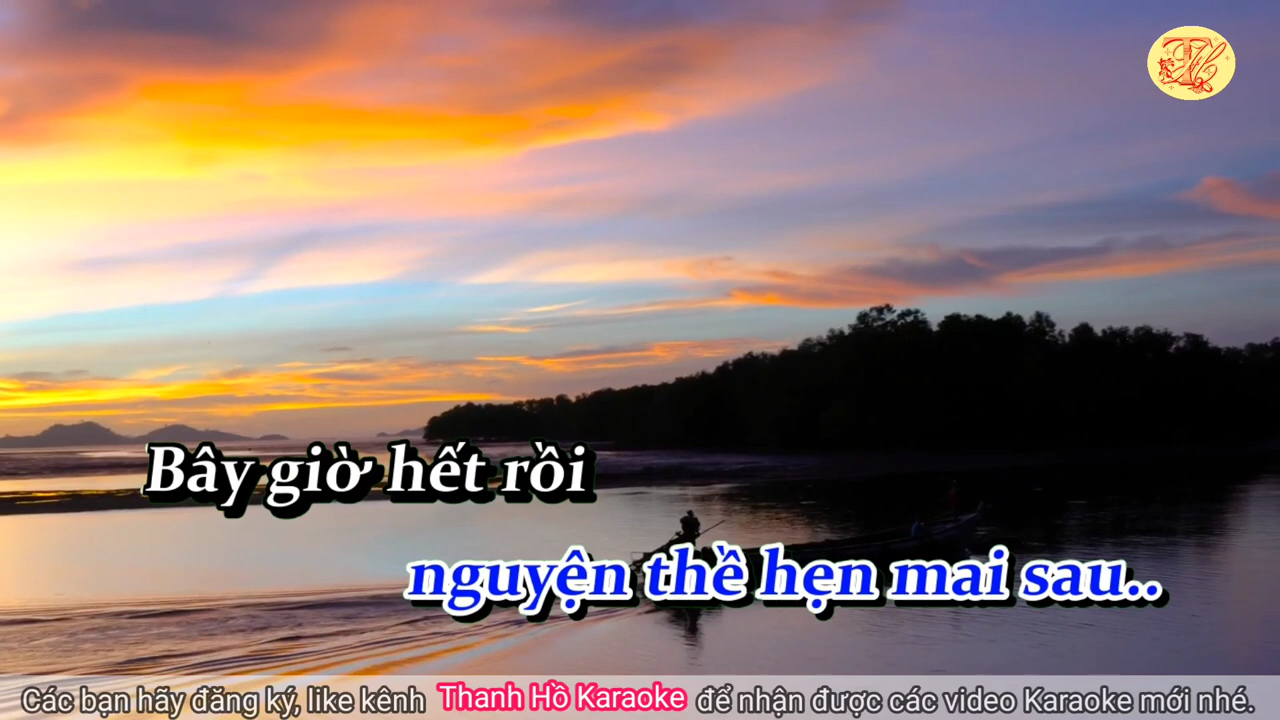 Bây giờ hết rồi
nguyện thề hẹn mai sau..
Các bạn hãy đăng ký, like kênh Thanh Hồ Karaoke để nhận được các video Karaoke mới nhé.